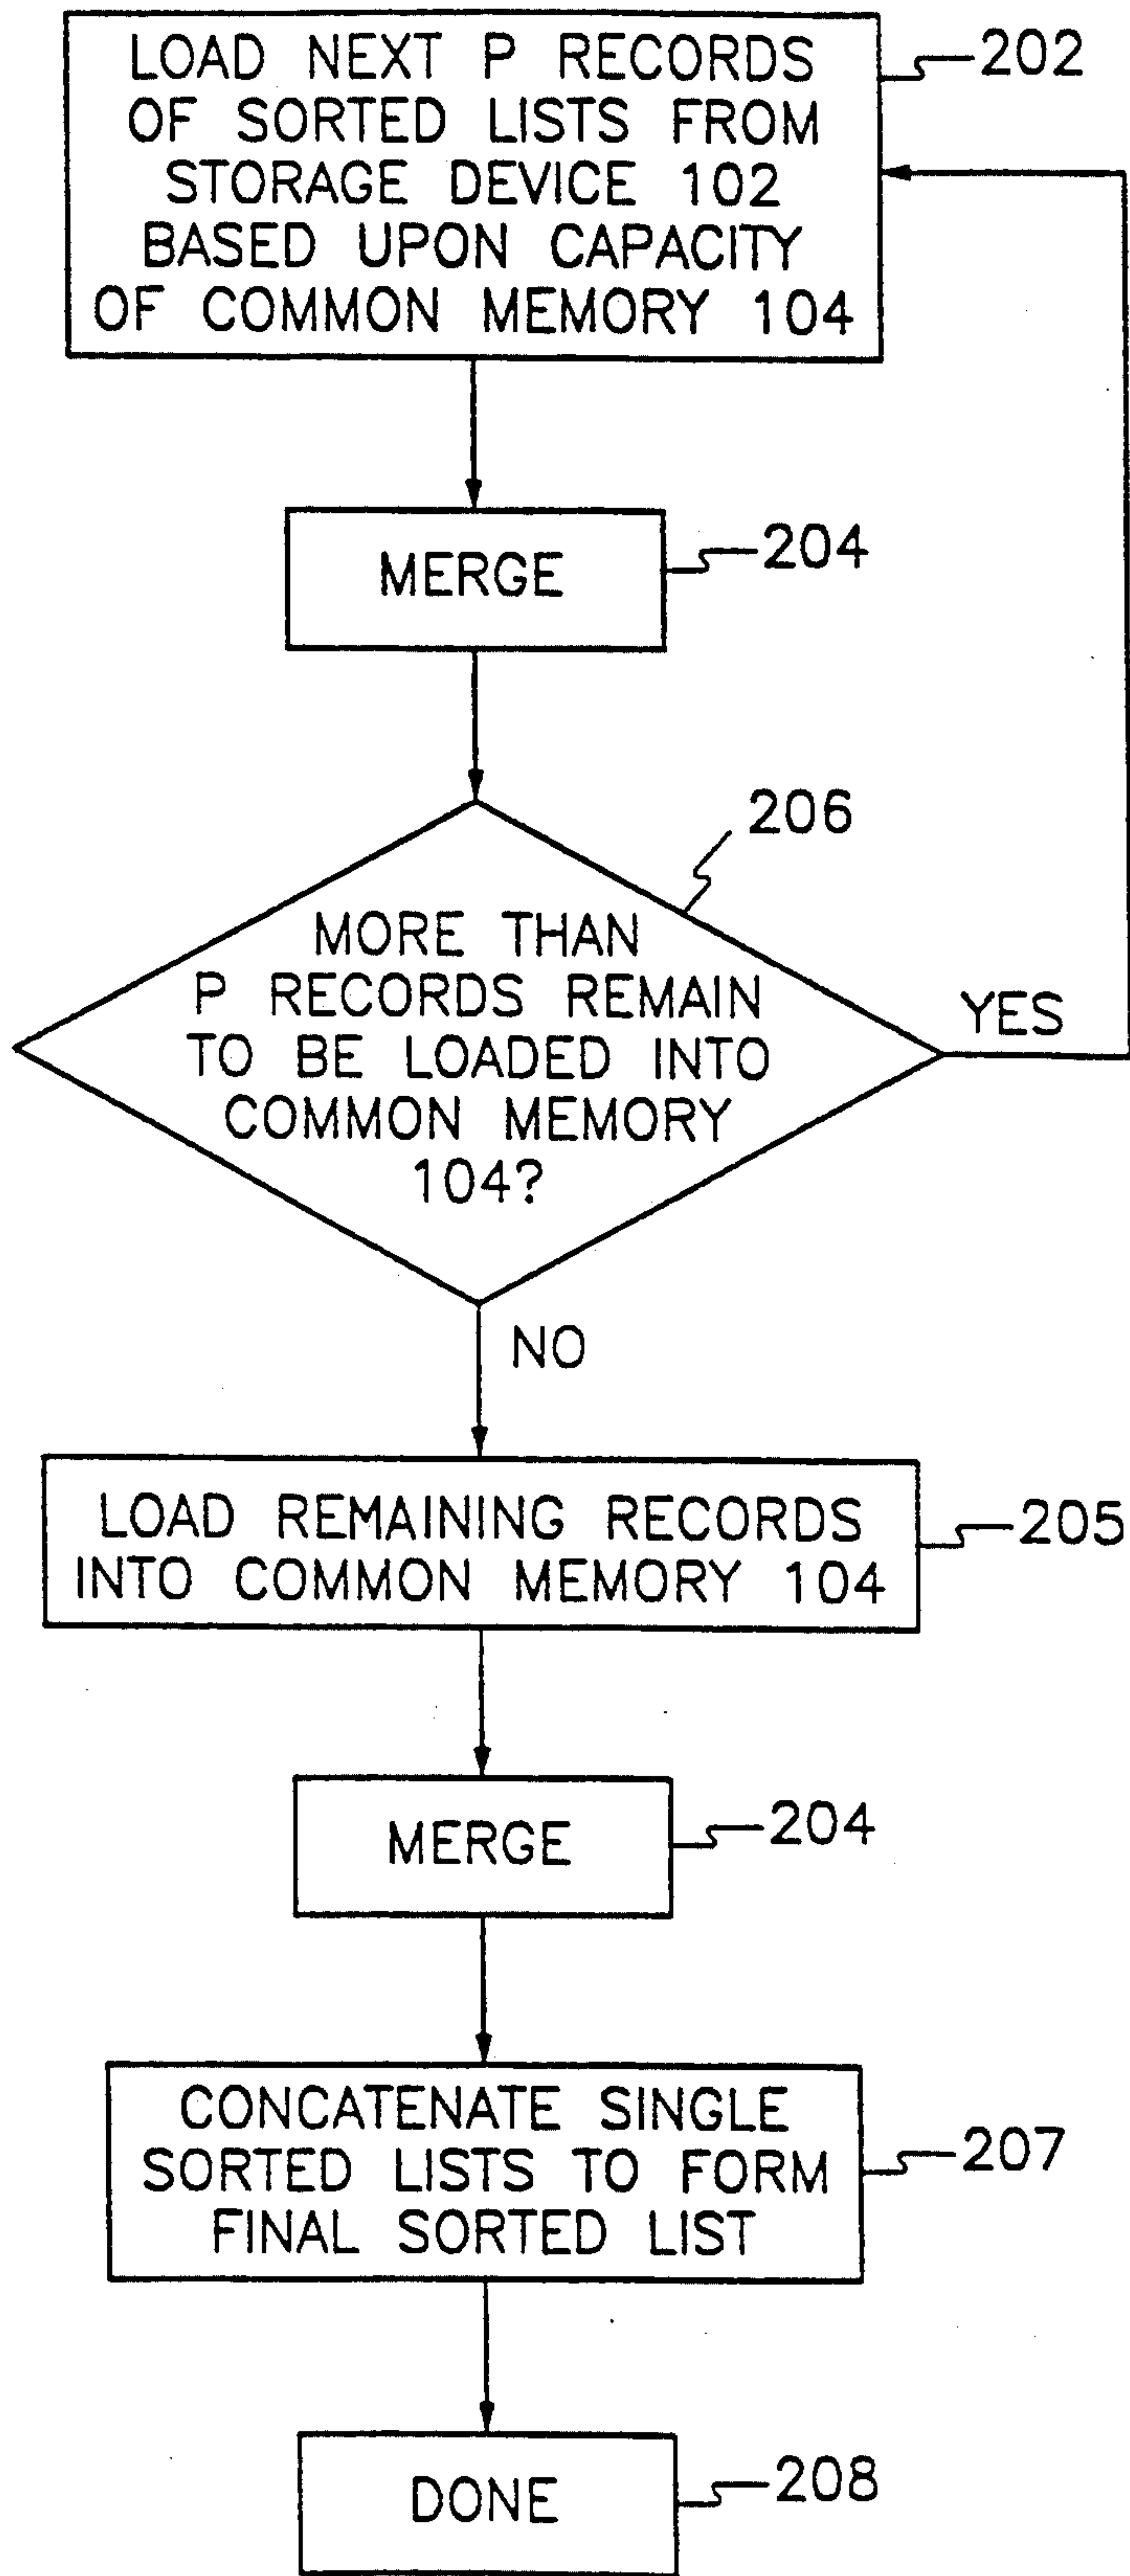 LOAD NEXT P RECORDS
OF SORTED LISTS FROM
STORAGE DEVICE 102
BASED UPON CAPACITY
OF COMMON MEMORY 104
202
MERGE
204
206
MORE THAN
P RECORDS REMAIN
TO BE LOADED INTO
COMMON MEMORY
104?
YES
NO
LOAD REMAINING RECORDS
INTO COMMON MEMORY 104
205
MERGE
204
CONCATENATE SINGLE
SORTED LISTS TO FORM
FINAL SORTED LIST
207
DONE
208